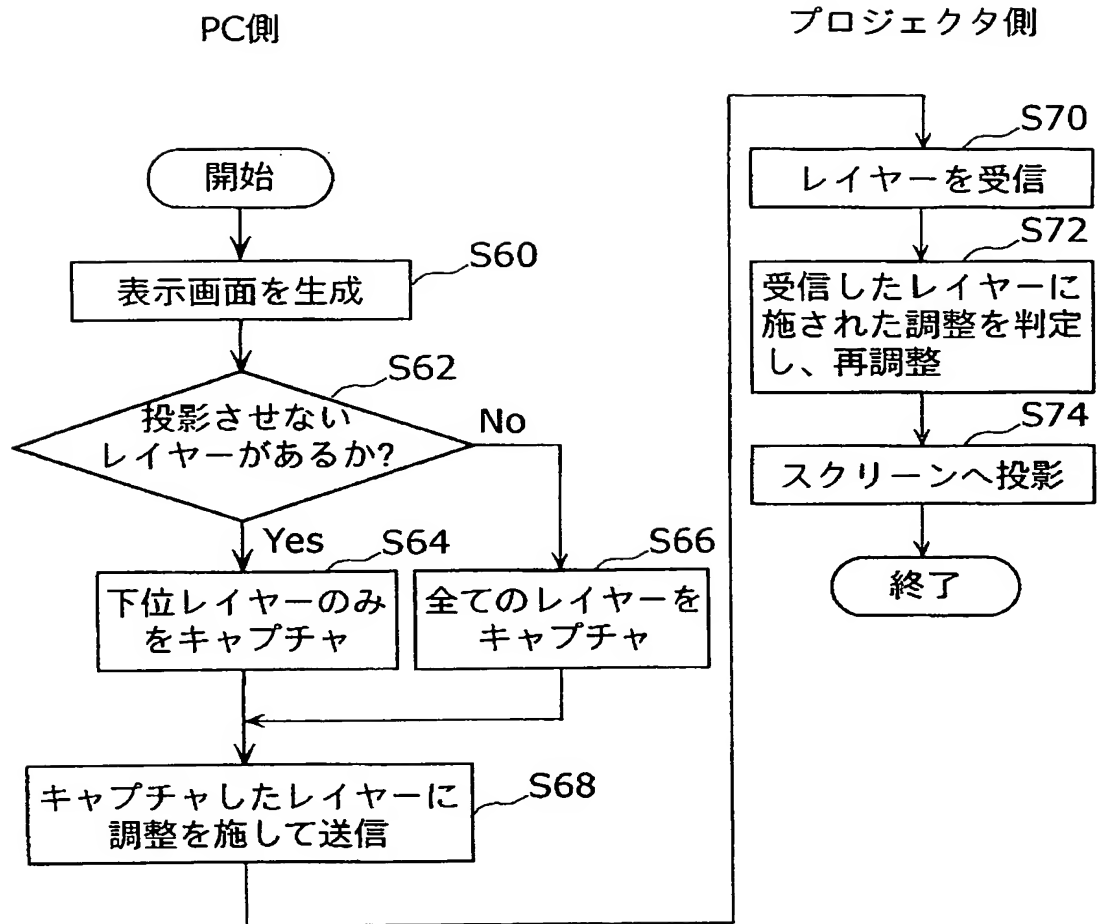 PC側
開始
S60
表示画面を生成
S62
投影させない
レイヤーがあるか?
No
Yes
S64
下位レイヤーのみ
をキャプチャ
S66
全てのレイヤーを
キャプチャ
S68
キャプチャしたレイヤーに
調整を施して送信
プロジェクタ側
S70
レイヤーを受信
S72
受信したレイヤーに
施された調整を判定
し、再調整
S74
スクリーンへ投影
終了